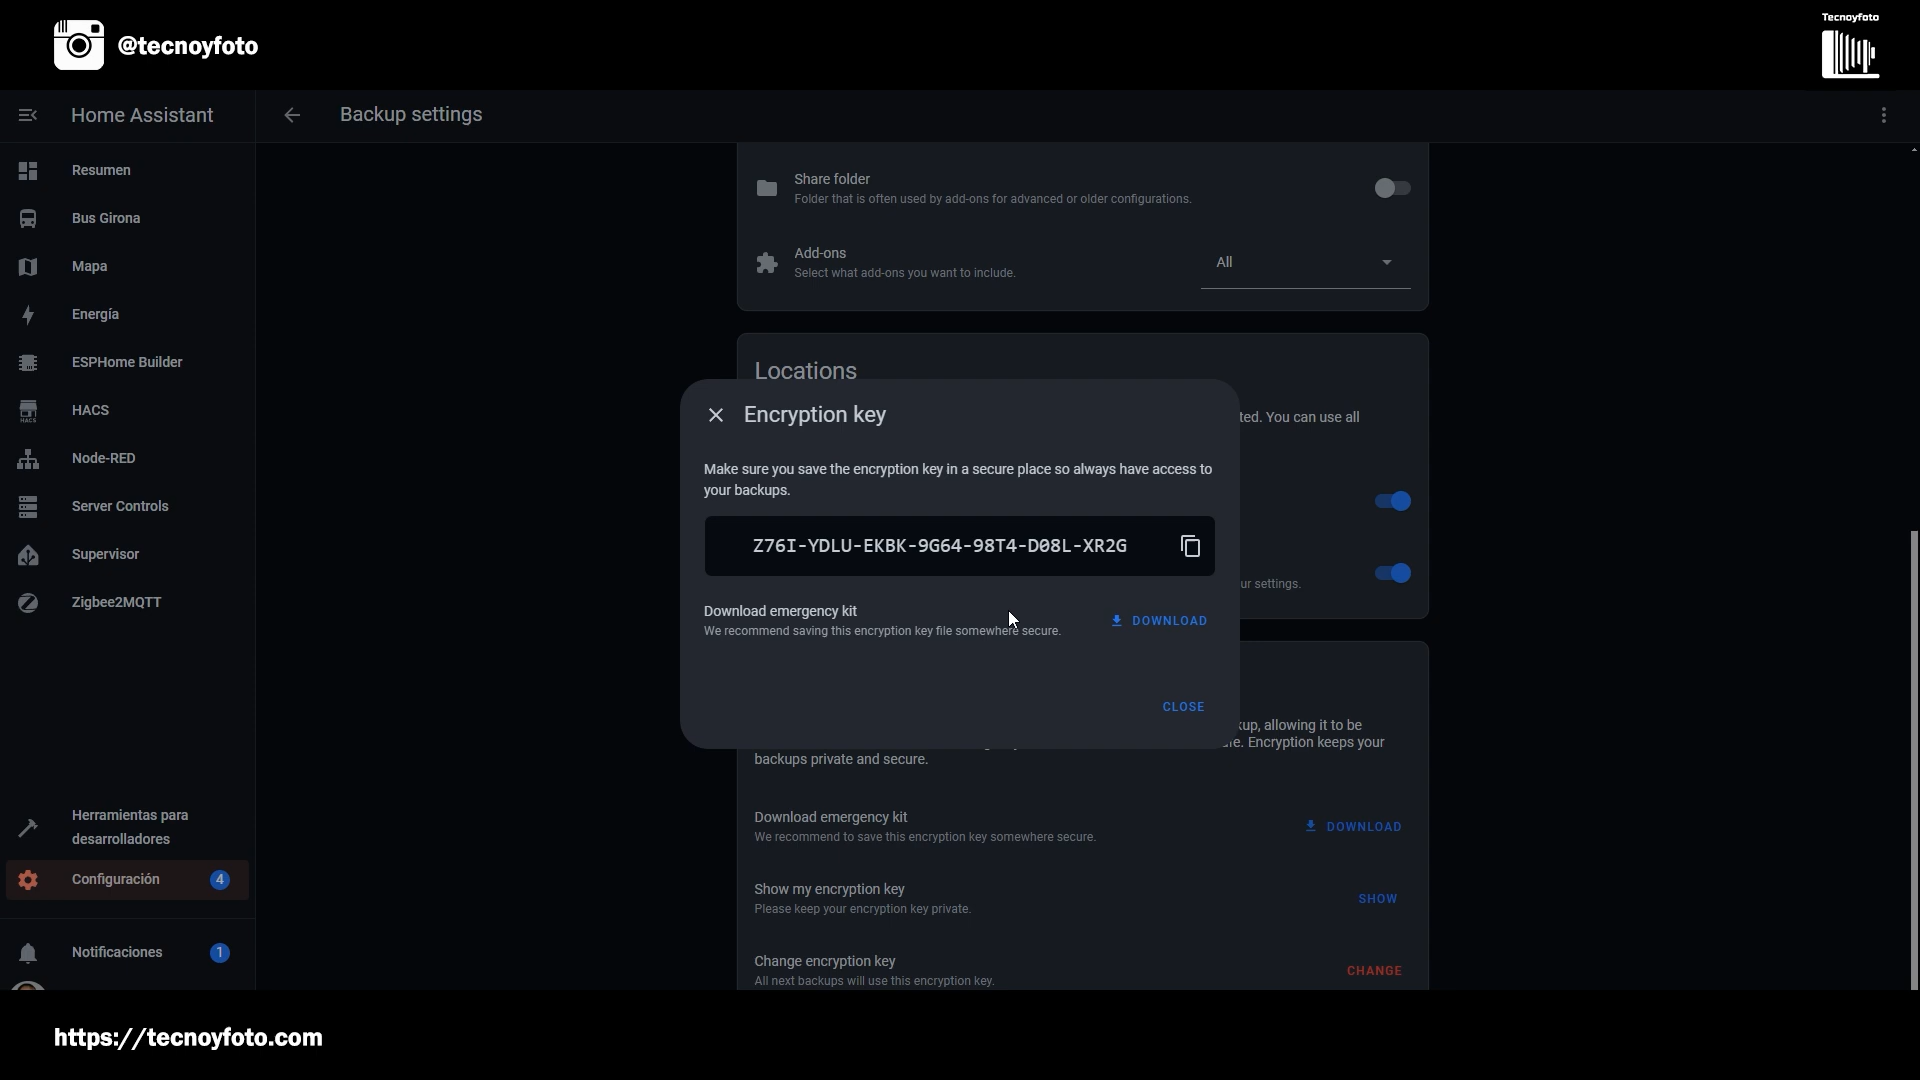 @tecnoyfoto
Tecnoyfoto
Home Assistant
Backup settings
Resumen
Bus Girona
Mapa
Energía
ESPHome Builder
HACS
HACS
Node-RED
Server Controls
Supervisor
Zigbee2MQTT
Herramientas para
desarrolladores
Configuración
4
Notificaciones
1
Share folder
Folder that is often used by add-ons for advanced or older configurations.
Add-ons
Select what add-ons you want to include.
All
Locations
ted. You can use all
ur settings.
Encryption key
Make sure you save the encryption key in a secure place so always have access to
your backups.
Z76I-YDLU-EKBK-9G64-98T4-D08L-XR2G
Download emergency kit
We recommend saving this encryption key file somewhere secure.
DOWNLOAD
CLOSE
kup, allowing it to be
Encryption keeps your
backups private and secure.
Download emergency kit
We recommend to save this encryption key somewhere secure.
DOWNLOAD
Show my encryption key
Please keep your encryption key private.
SHOW
Change encryption key
All next backups will use this encryption key.
CHANGE
https://tecnoyfoto.com